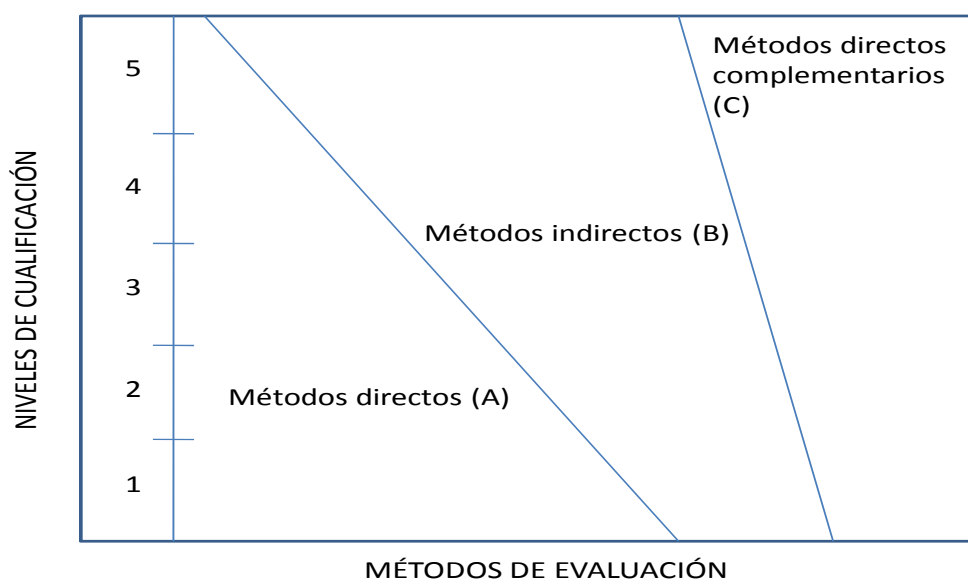 Métodos directos
complementarios
(C)
5
4
Métodos indirectos (B)
3
2
Métodos directos (A)
1
NIVELES DE CUALIFICACIÓN
MÉTODOS DE EVALUACIÓN